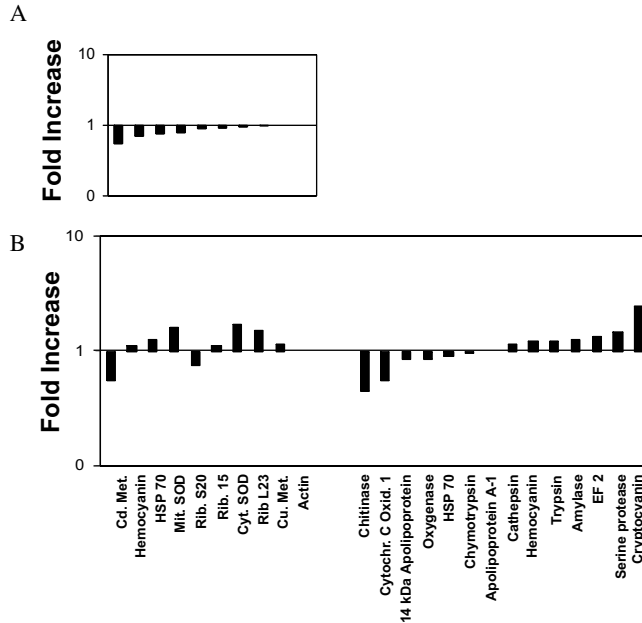 A
Fold Increase
10
1
0
B
Fold Increase
10
1
0
Cd. Met.
Hemocyanin
HSP 70
Mit. SOD
Rib. S20
Rib. 15
Cyt. SOD
Rib L23
Cu. Met.
Actin
Chitinase
Cytochr. C Oxid. 1
14 kDa Apolipoprotein
Oxygenase
HSP 70
Chymotrypsin
Apolipoprotein A-1
Cathepsin
Hemocyanin
Trypsin
Amylase
EF 2
Serine protease
Cryptocyanin